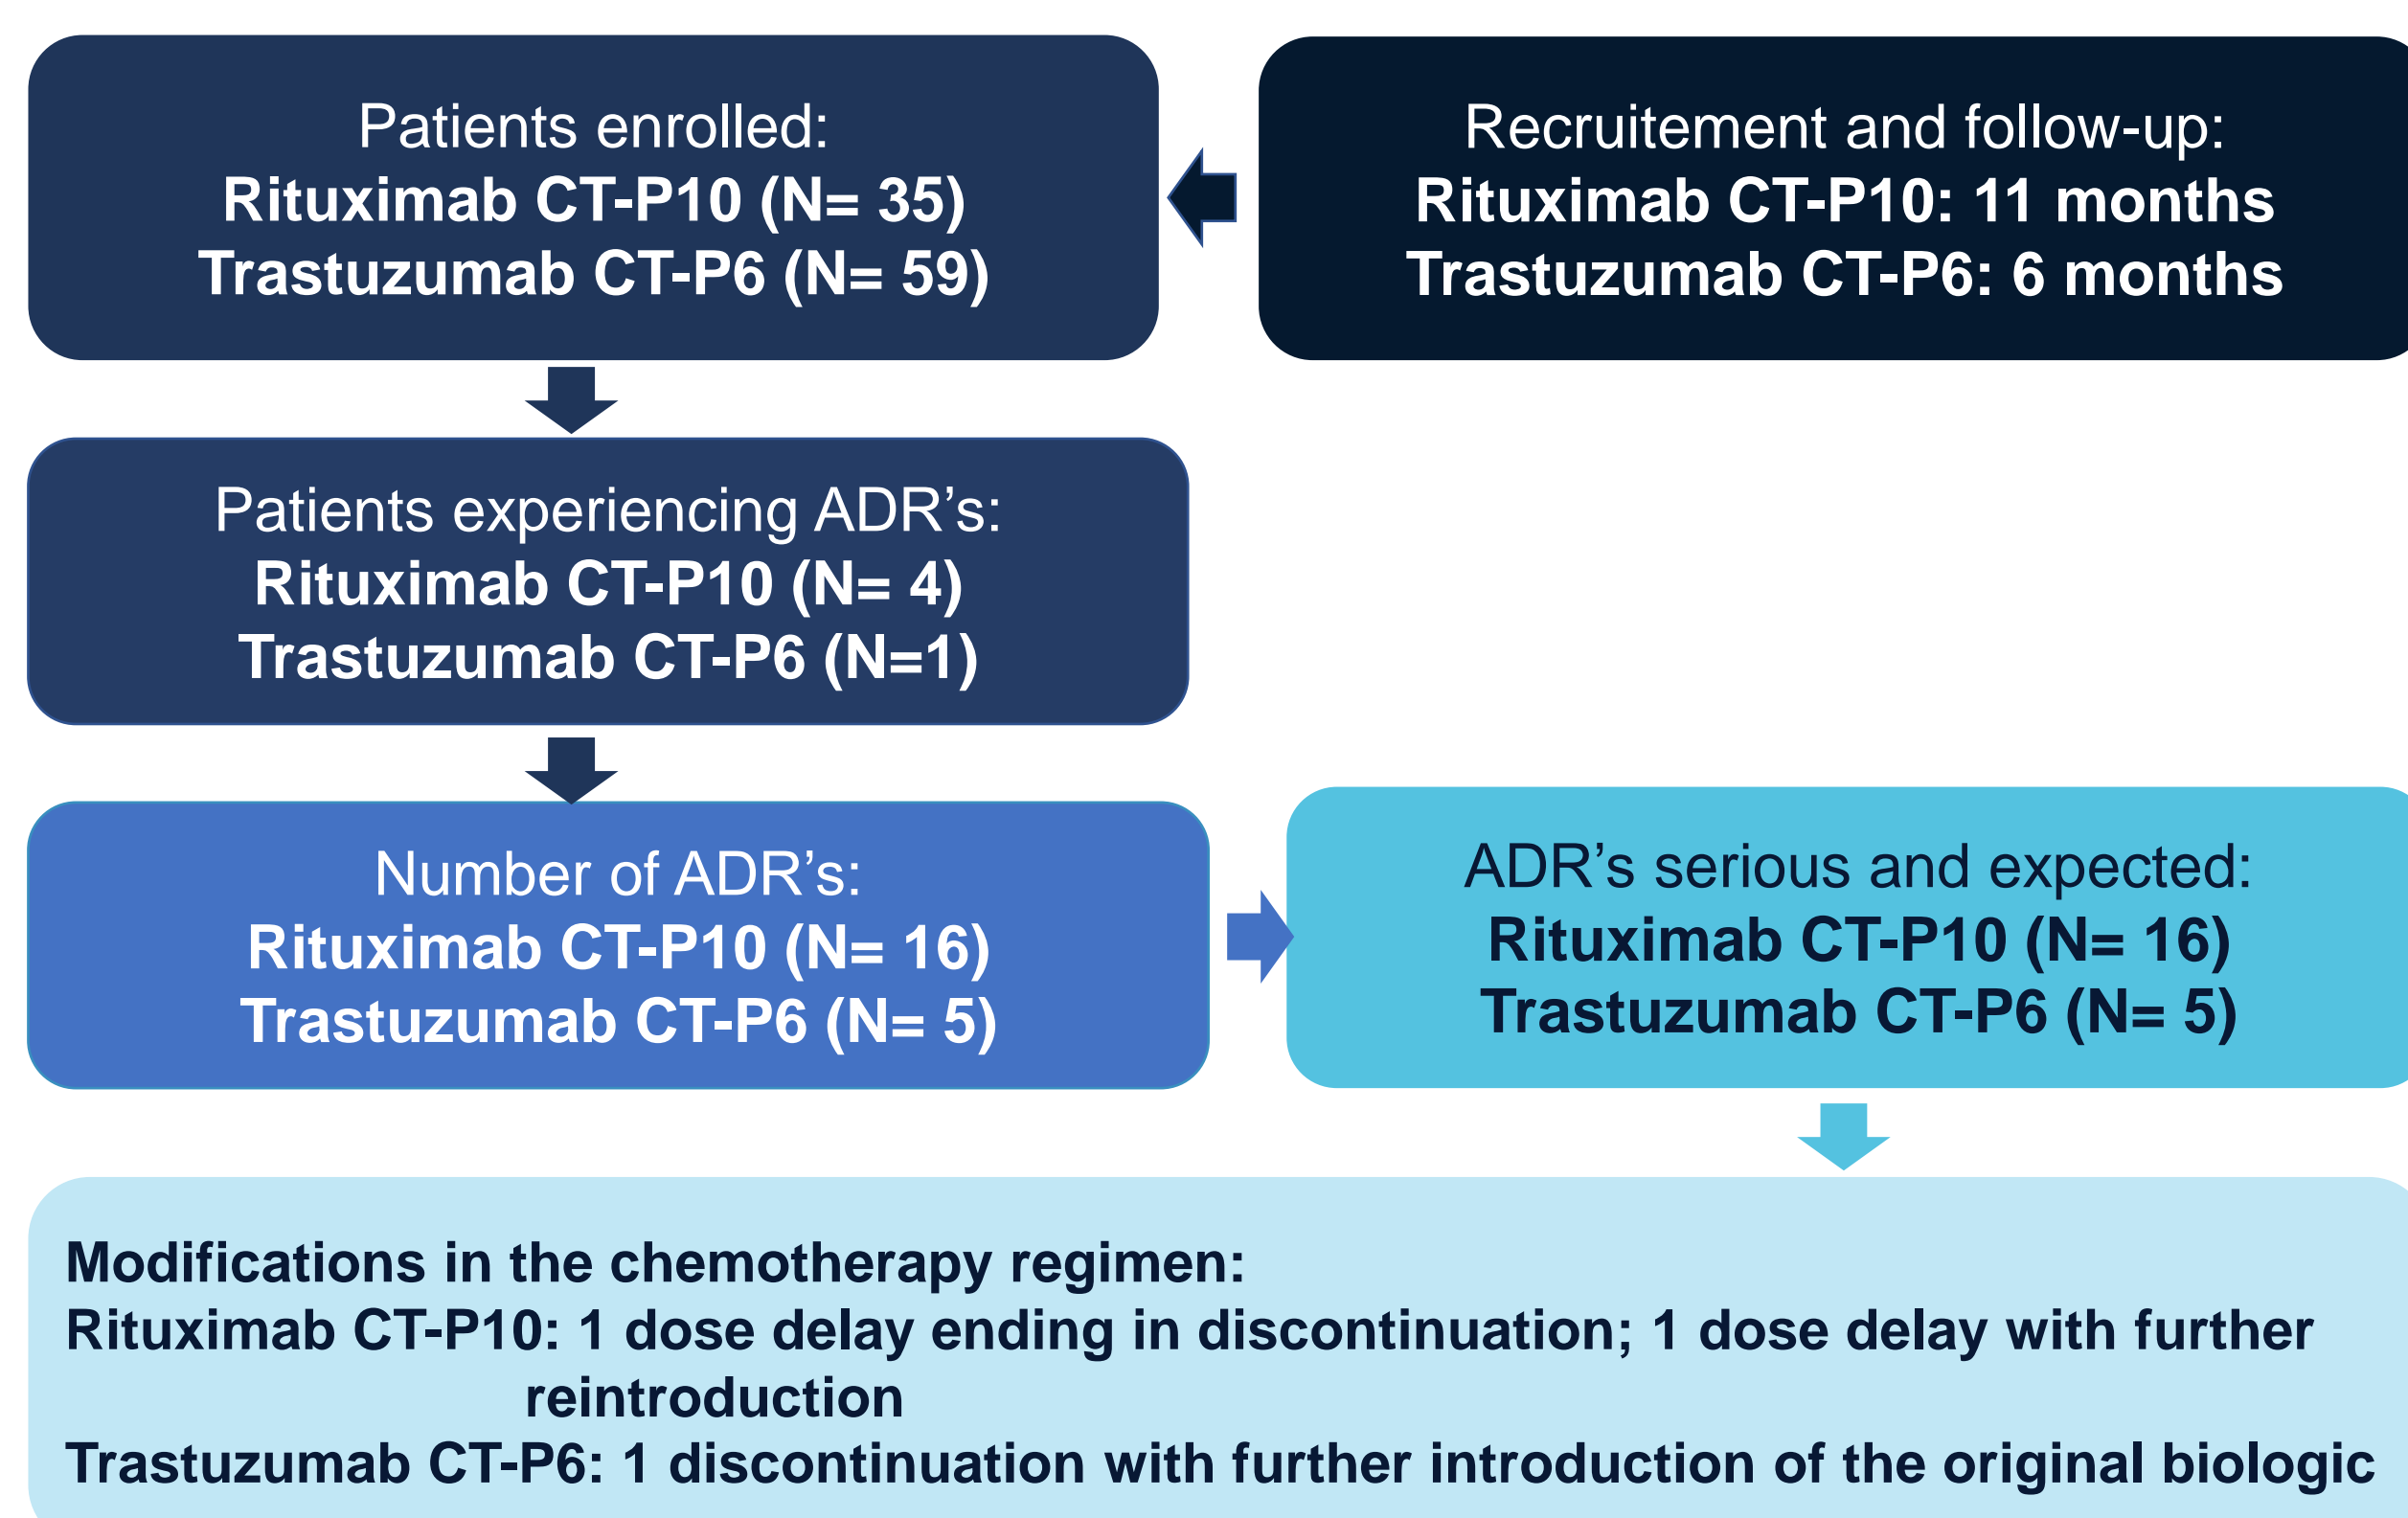 Patients enrolled:
Rituximab CT-P10 (N= 35)
Trastuzumab CT-P6 (N= 59)
Recruitement and follow-up:
Rituximab CT-P10: 11 months
Trastuzumab CT-P6: 6 months
Patients experiencing ADR’s:
Rituximab CT-P10 (N= 4)
Trastuzumab CT-P6 (N=1)
Number of ADR’s:
Rituximab CT-P10 (N= 16)
Trastuzumab CT-P6 (N= 5)
ADR’s serious and expected:
Rituximab CT-P10 (N= 16)
Trastuzumab CT-P6 (N= 5)
Modifications in the chemotherapy regimen:
Rituximab CT-P10: 1 dose delay ending in discontinuation; 1 dose delay with further
reintroduction
Trastuzumab CT-P6: 1 discontinuation with further introduction of the original biologic